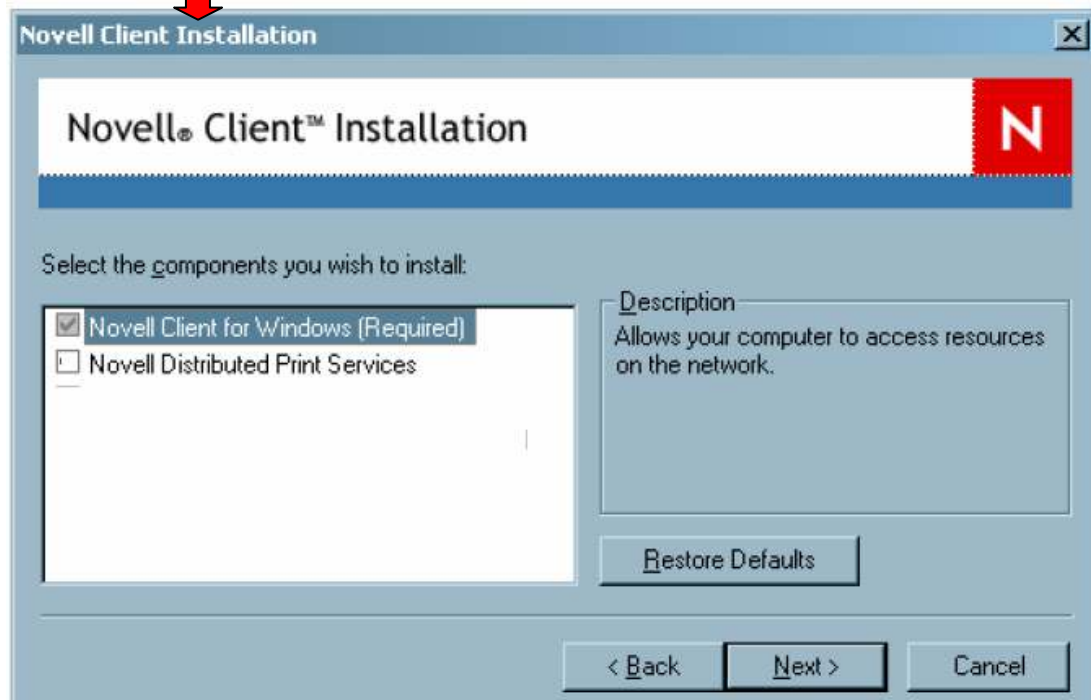 Novell Client Installation
Novell® Client™ Installation
N
Select the components you wish to install:
Novell Client for Windows (Required)
Novell Distributed Print Services
Description
Allows your computer to access resources
on the network.
Restore Defaults
< Back
Next >
Cancel